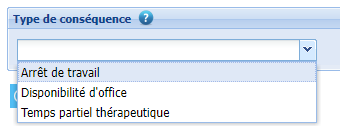 Type de conséquence ?
Arrêt de travail
Disponibilité d'office
Temps partiel thérapeutique